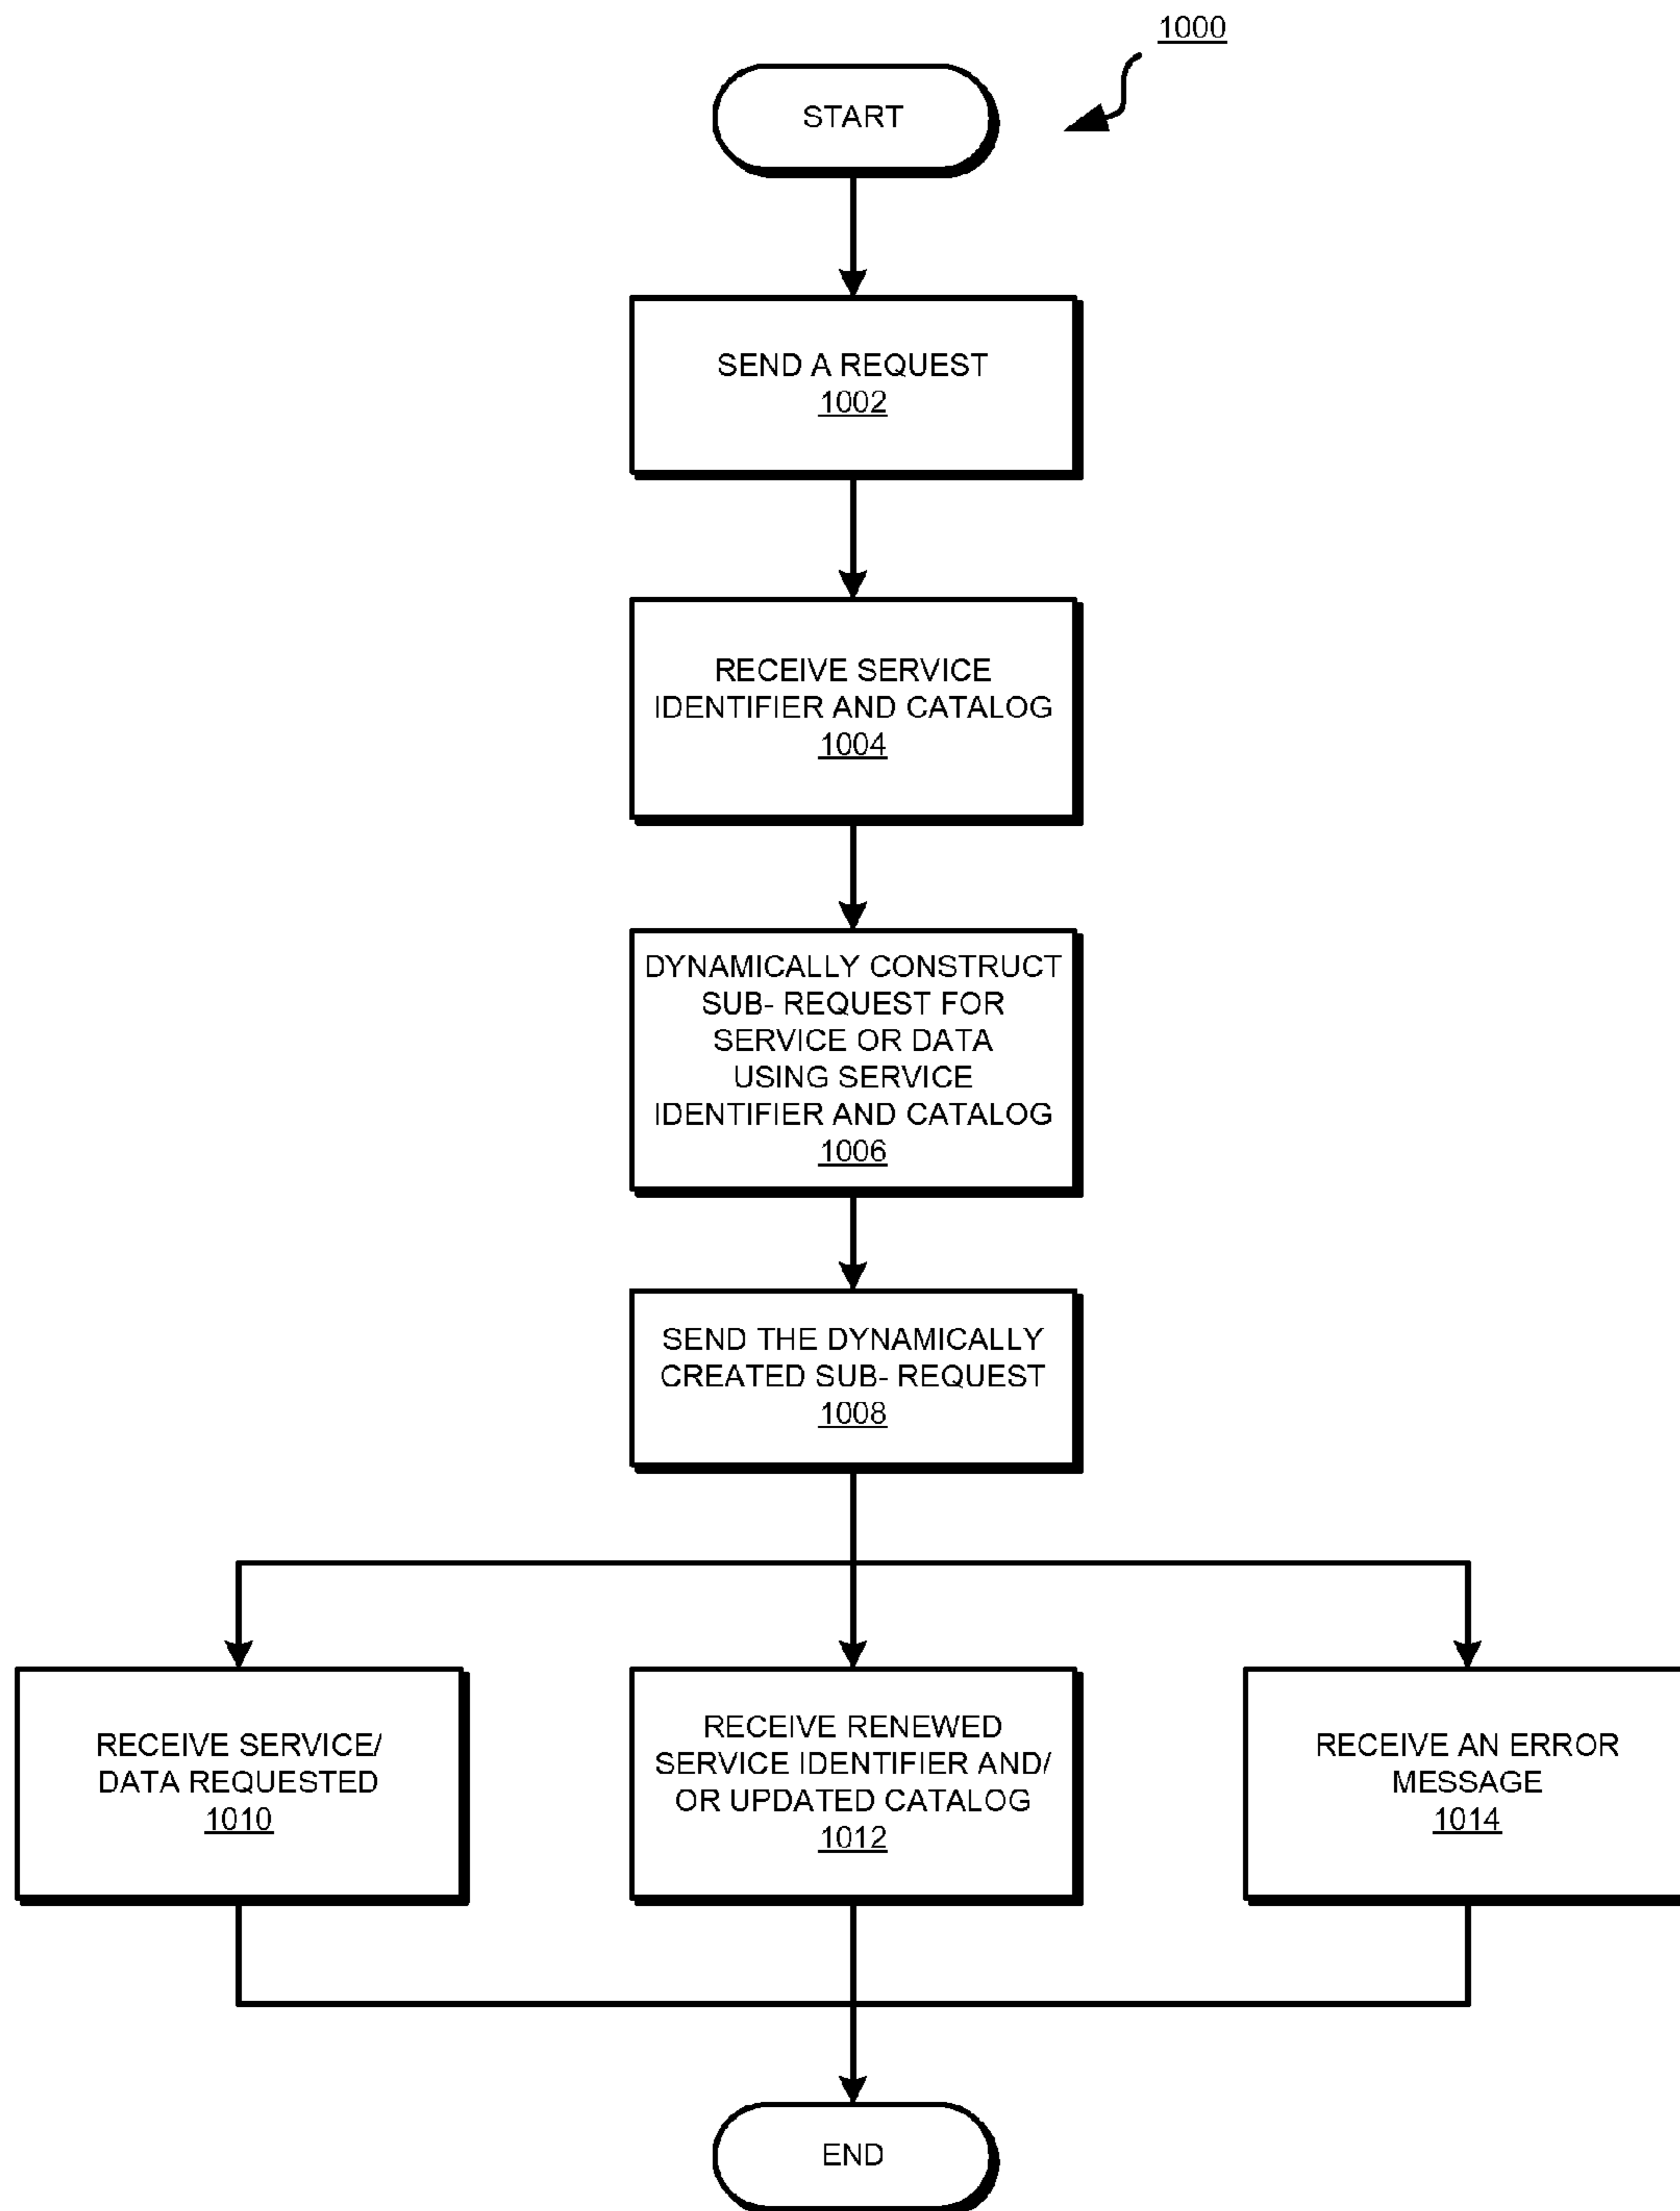 1000
START
SEND A REQUEST
1002
RECEIVE SERVICE
IDENTIFIER AND CATALOG
1004
DYNAMICALLY CONSTRUCT
SUB- REQUEST FOR
SERVICE OR DATA
USING SERVICE
IDENTIFIER AND CATALOG
1006
SEND THE DYNAMICALLY
CREATED SUB- REQUEST
1008
RECEIVE SERVICE/
DATA REQUESTED
1010
RECEIVE RENEWED
SERVICE IDENTIFIER AND/
OR UPDATED CATALOG
1012
RECEIVE AN ERROR
MESSAGE
1014
END